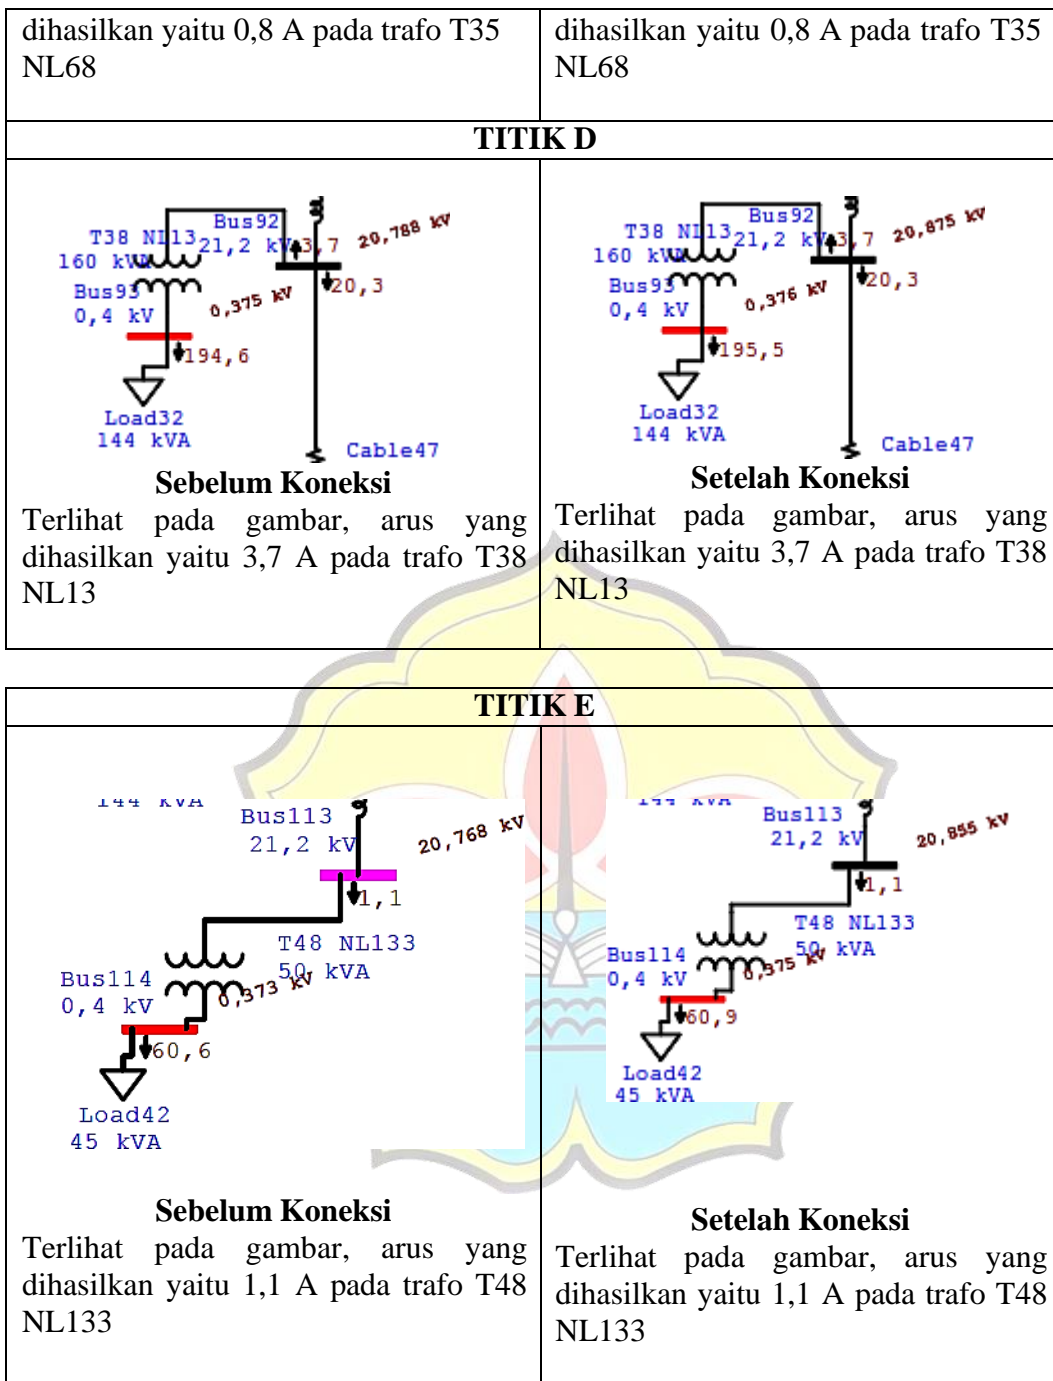 dihasilkan yaitu 0,8 A pada trafo T35
NL68
dihasilkan yaitu 0,8 A pada trafo T35
NL68
TITIK D
Bus92
T38 NL13
21,2 kV
3,7
20,788 kV
160 kVA
20,3
Bus93
0,4 kV
0,375 kV
194,6
Load32
144 kVA
Cable47
Sebelum Koneksi
Terlihat pada gambar, arus yang
dihasilkan yaitu 3,7 A pada trafo T38
NL13
Bus92
T38 NL13
21,2 kV
3,7
20,875 kV
160 kVA
20,3
Bus93
0,4 kV
0,376 kV
195,5
Load32
144 kVA
Cable47
Setelah Koneksi
Terlihat pada gambar, arus yang
dihasilkan yaitu 3,7 A pada trafo T38
NL13
TITIK E
144 kVA
Bus113
21,2 kV
20,768 kV
1,1
T48 NL133
50 kVA
Bus114
0,4 kV
0,373 kV
60,6
Load42
45 kVA
Sebelum Koneksi
Terlihat pada gambar, arus yang
dihasilkan yaitu 1,1 A pada trafo T48
NL133
144 kVA
Bus113
21,2 kV
20,855 kV
1,1
T48 NL133
50 kVA
Bus114
0,4 kV
0,375 kV
60,9
Load42
45 kVA
Setelah Koneksi
Terlihat pada gambar, arus yang
dihasilkan yaitu 1,1 A pada trafo T48
NL133